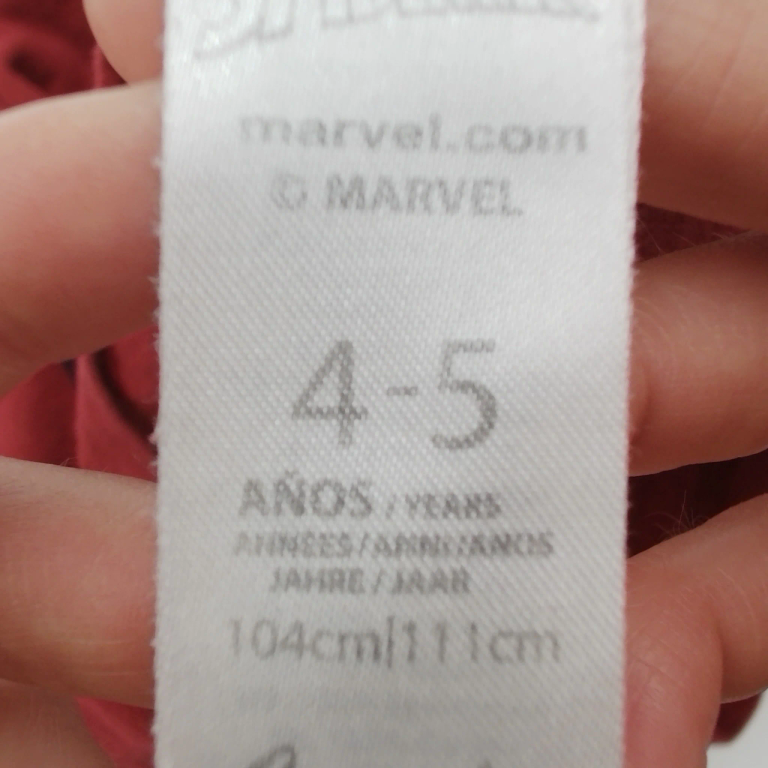 marvel.com
© MARVEL
4-5
AÑOS / YEARS
ANNÉES / ANNI / ANOS
JAHRE / JAAR
104cm|111cm